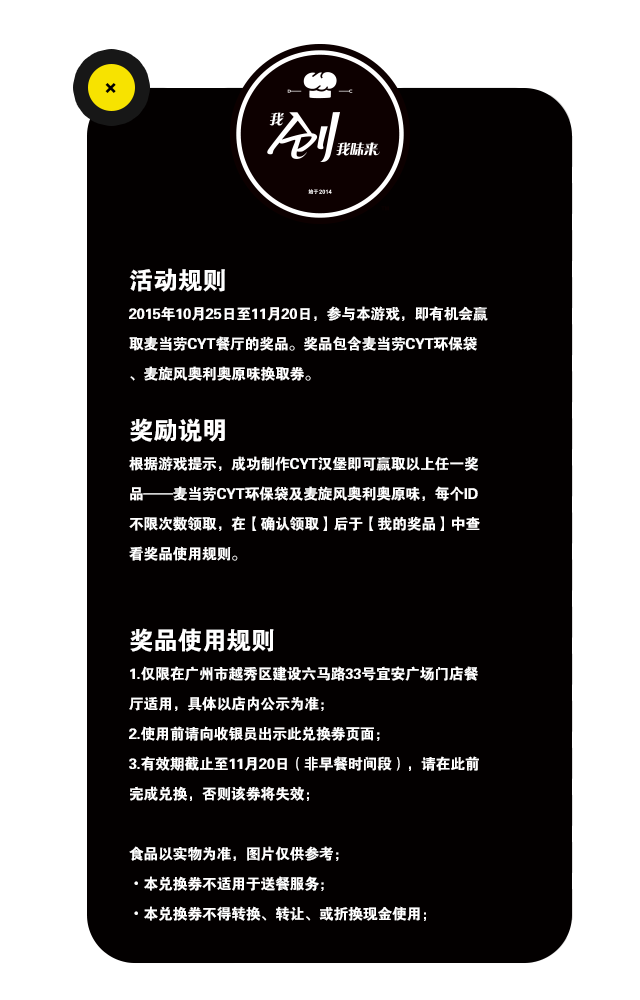 ×
我创我味来
始于2014
活动规则
2015年10月25日至11月20日，参与本游戏，即有机会赢
取麦当劳CYT餐厅的奖品。奖品包含麦当劳CYT环保袋
、麦旋风奥利奥原味换取券。
奖励说明
根据游戏提示，成功制作CYT汉堡即可赢取以上任一奖
品——麦当劳CYT环保袋及麦旋风奥利奥原味，每个ID
不限次数领取，在【确认领取】后于【我的奖品】中查
看奖品使用规则。
奖品使用规则
1.仅限在广州市越秀区建设六马路33号宜安广场门店餐
厅适用，具体以店内公示为准；
2.使用前请向收银员出示此兑换券页面；
3.有效期截止至11月20日（非早餐时间段），请在此前
完成兑换，否则该券将失效；
食品以实物为准，图片仅供参考；
·本兑换券不适用于送餐服务；
·本兑换券不得转换、转让、或折换现金使用；